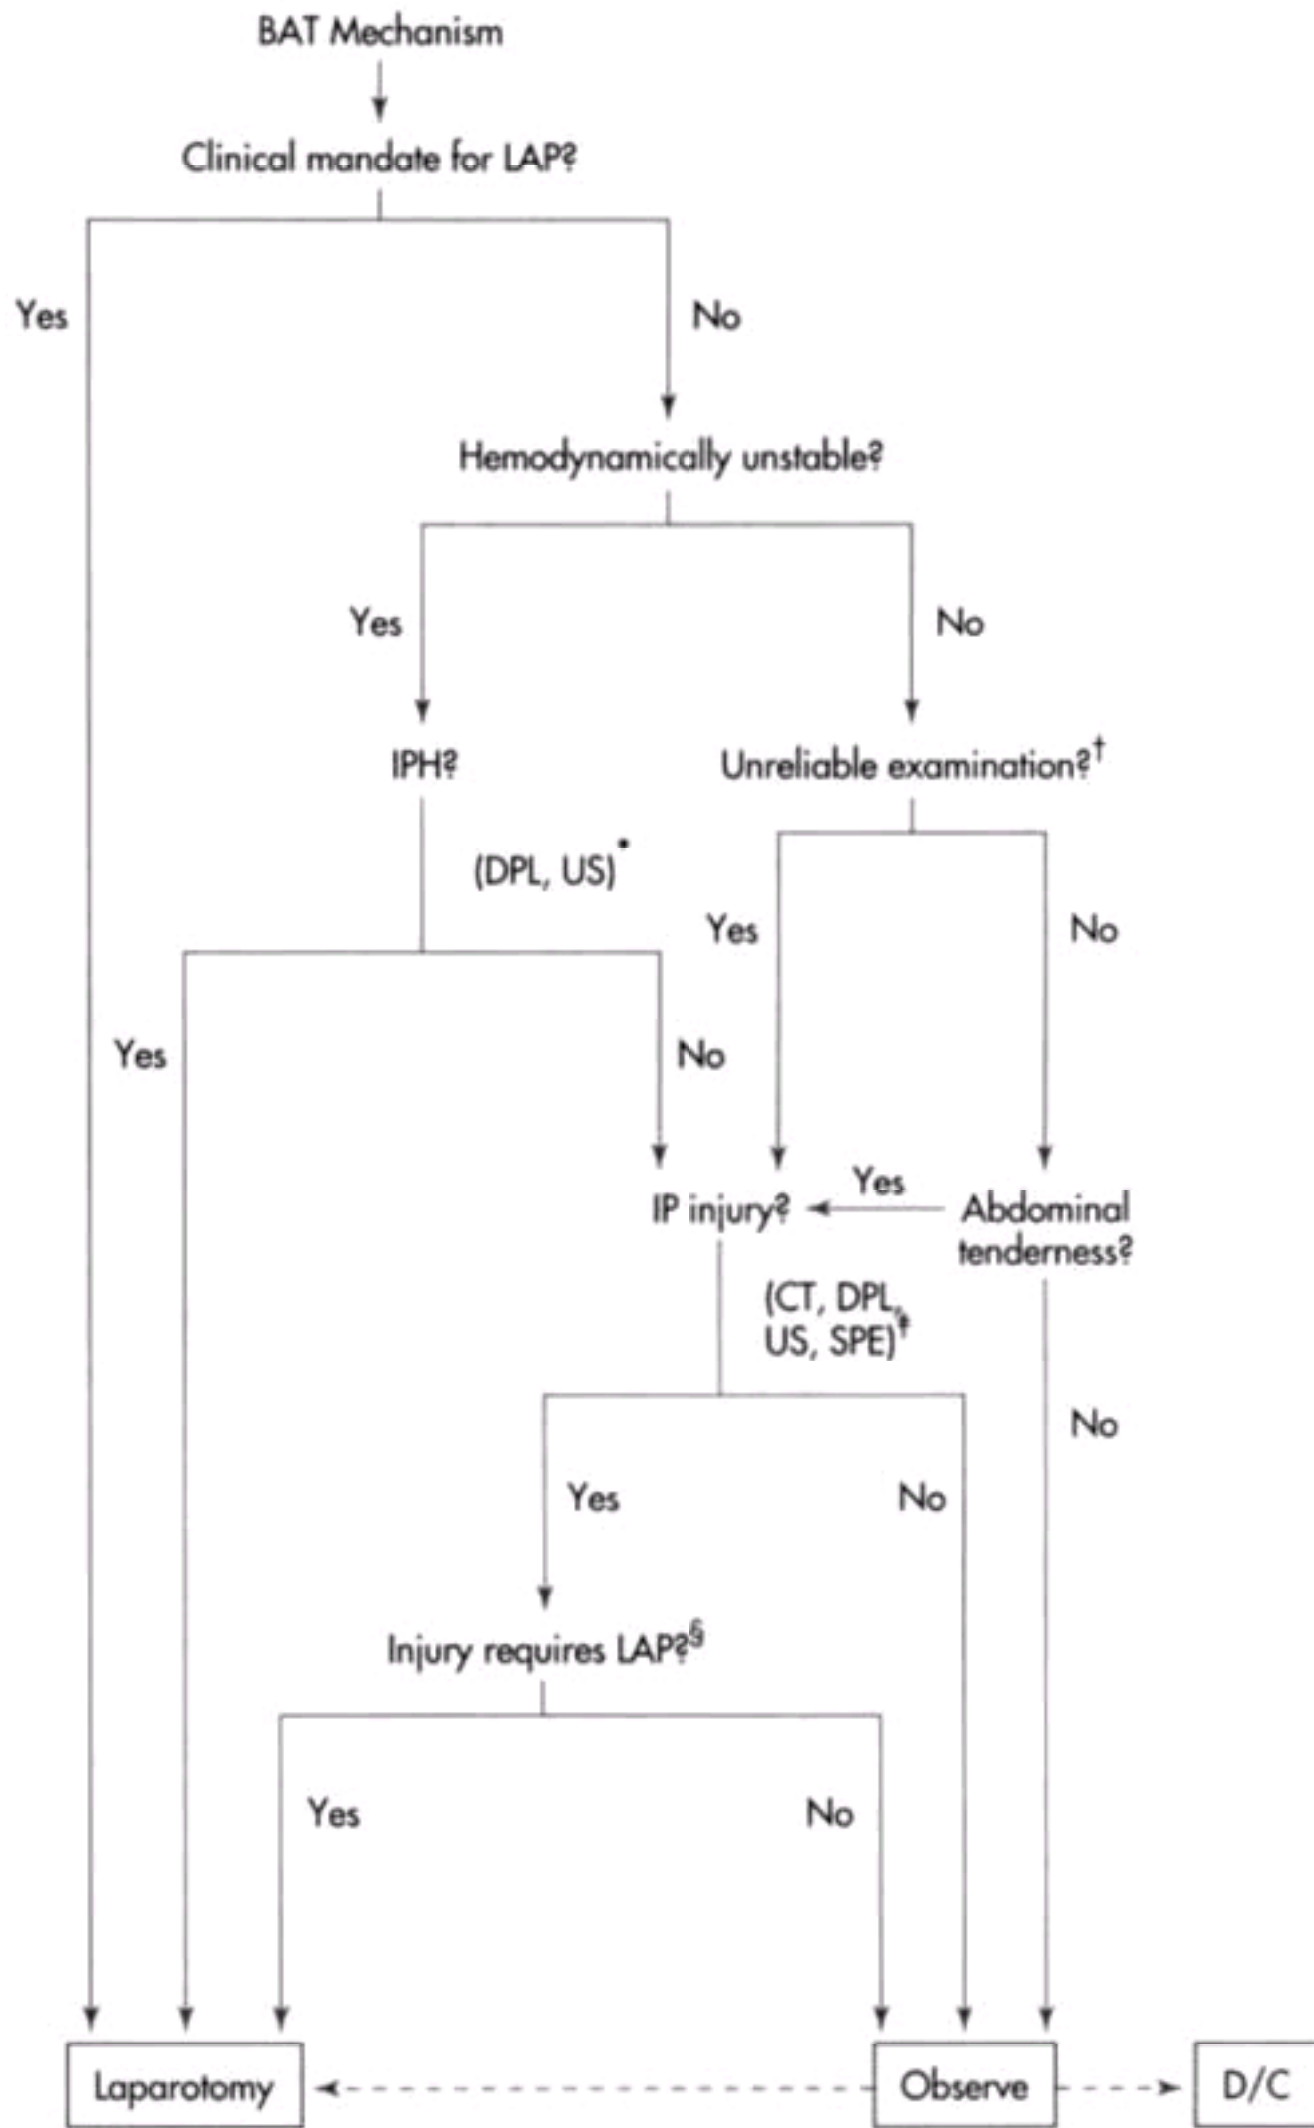 BAT Mechanism
Clinical mandate for LAP?
Yes
No
Hemodynamically unstable?
Yes
No
IPH?
Unreliable examination?†
(DPL, US)*
Yes
No
Yes
No
IP injury?
Yes
Abdominal
tenderness?
(CT, DPL,
US, SPE)‡
No
Yes
No
Injury requires LAP?§
Yes
No
Laparotomy
Observe
D/C